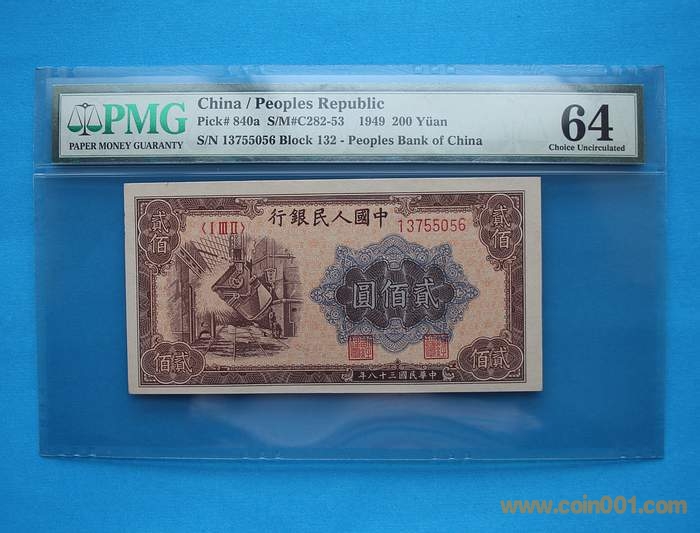 PMG
PAPER MONEY GUARANTY
China / Peoples Republic
Pick# 840a S/M#C282-53 1949 200 Yüan
S/N 13755056 Block 132 - Peoples Bank of China
64
Choice Uncirculated
中國人民銀行
貳佰
貳佰
〈I III II〉
13755056
貳佰圓
貳佰
貳佰
中華民國三十八年
www.coin001.com